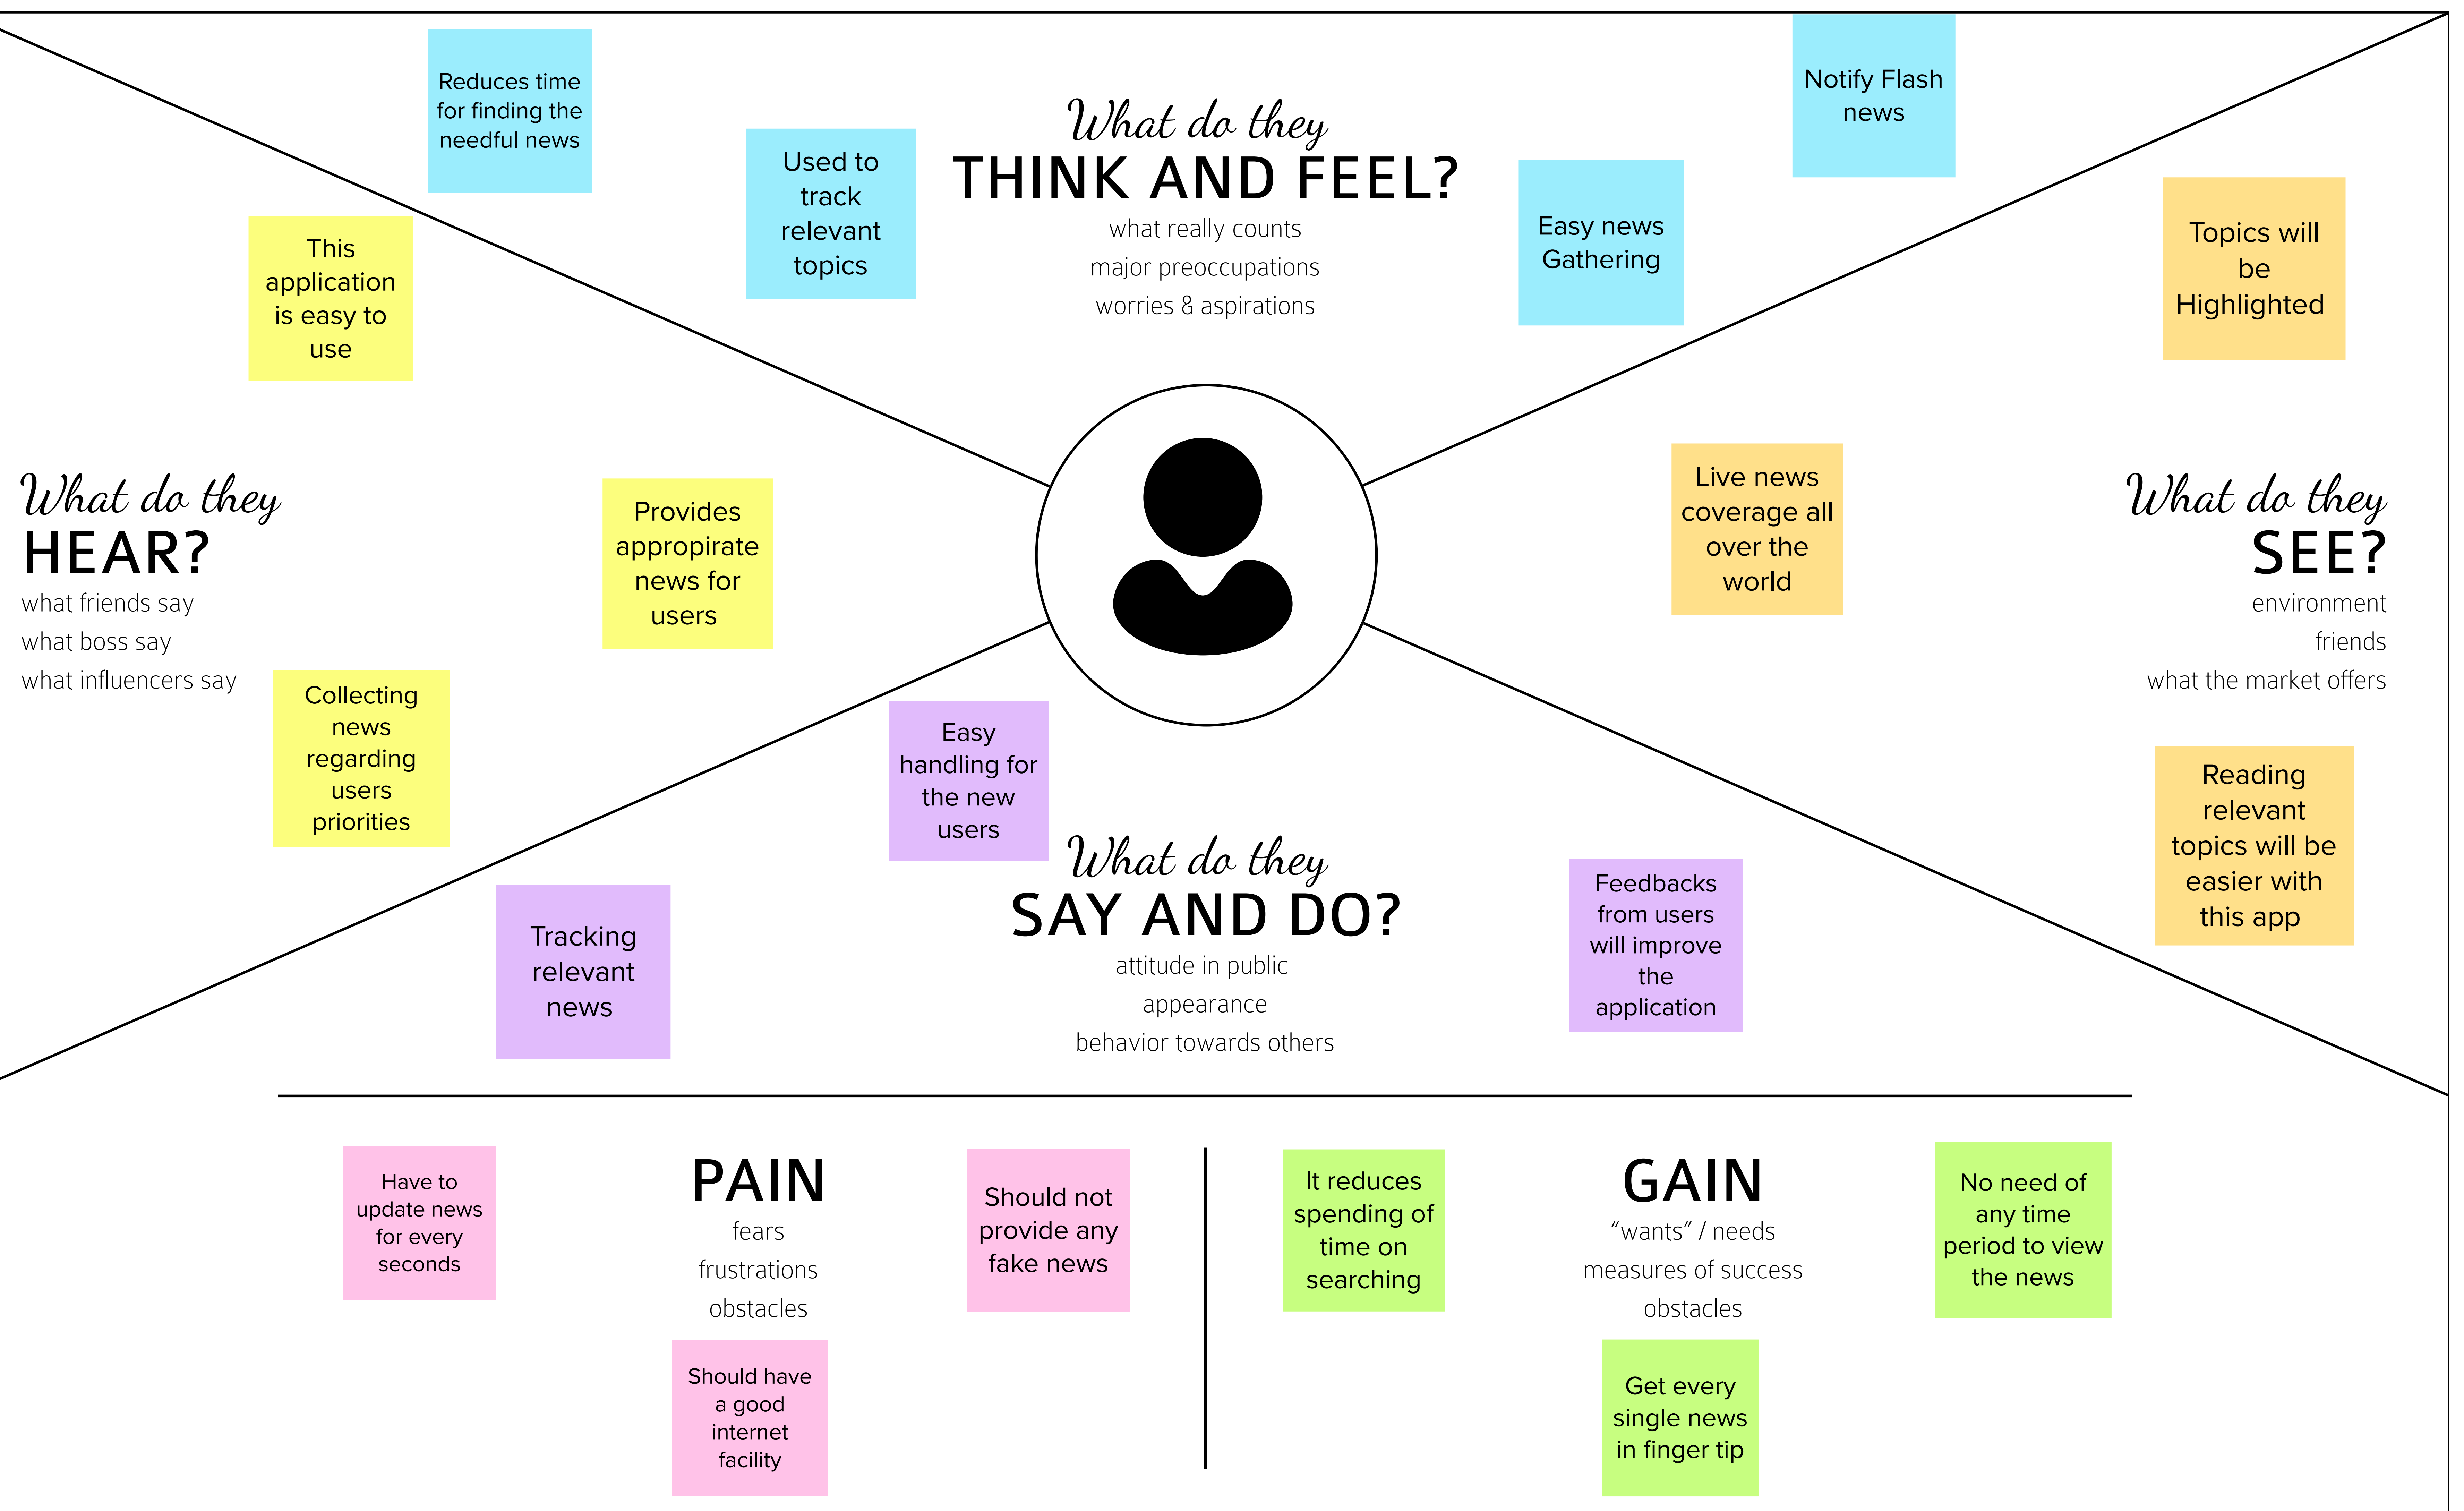 Reduces time
for finding the
needful news
Used to
track
relevant
topics
What do they
THINK AND FEEL?
what really counts
major preoccupations
worries & aspirations
Easy news
Gathering
Notify Flash
news
This
application
is easy to
use
What do they
HEAR?
what friends say
what boss say
what influencers say
Provides
appropirate
news for
users
Collecting
news
regarding
users
priorities
Topics will
be
Highlighted
Live news
coverage all
over the
world
What do they
SEE?
environment
friends
what the market offers
Reading
relevant
topics will be
easier with
this app
Easy
handling for
the new
users
Tracking
relevant
news
What do they
SAY AND DO?
attitude in public
appearance
behavior towards others
Feedbacks
from users
will improve
the
application
Have to
update news
for every
seconds
PAIN
fears
frustrations
obstacles
Should not
provide any
fake news
Should have
a good
internet
facility
It reduces
spending of
time on
searching
GAIN
“wants” / needs
measures of success
obstacles
No need of
any time
period to view
the news
Get every
single news
in finger tip